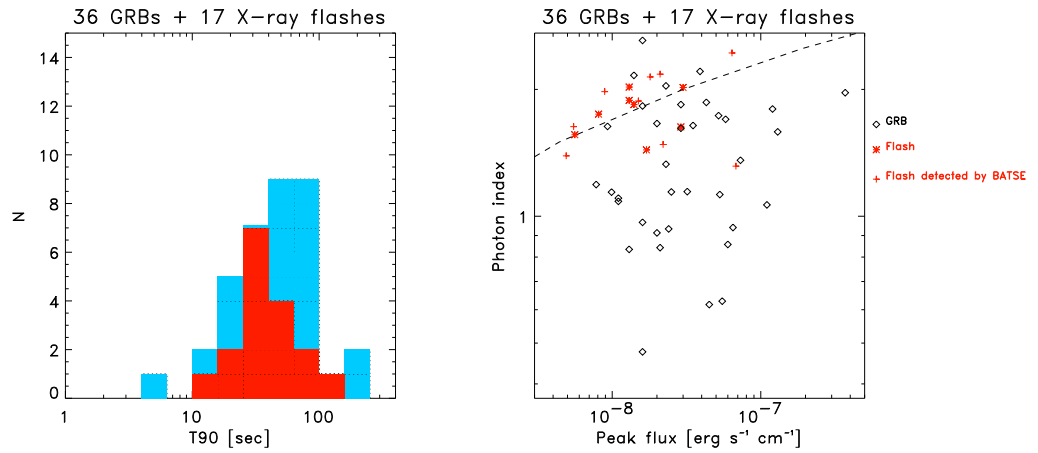 36 GRBs + 17 X-ray flashes
14
12
10
8
6
4
2
0
N
1
10
100
T90 [sec]
36 GRBs + 17 X-ray flashes
Photon index
1
10⁻⁸
10⁻⁷
Peak flux [erg s⁻¹ cm⁻¹]
GRB
Flash
Flash detected by BATSE